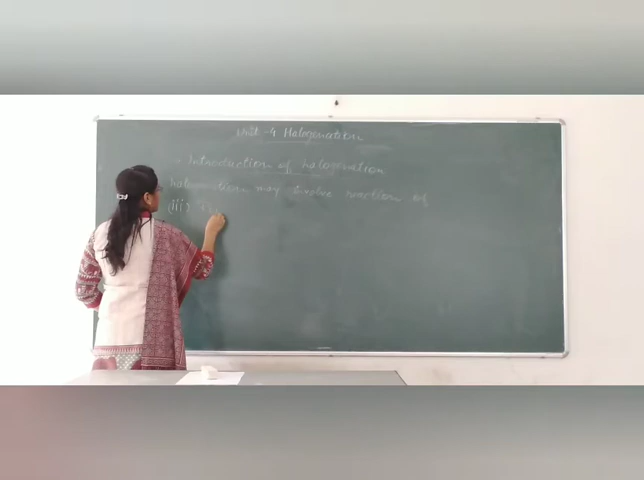 Unit -4 Halogenation
Introduction of halogenation
halogenation may involve reaction of